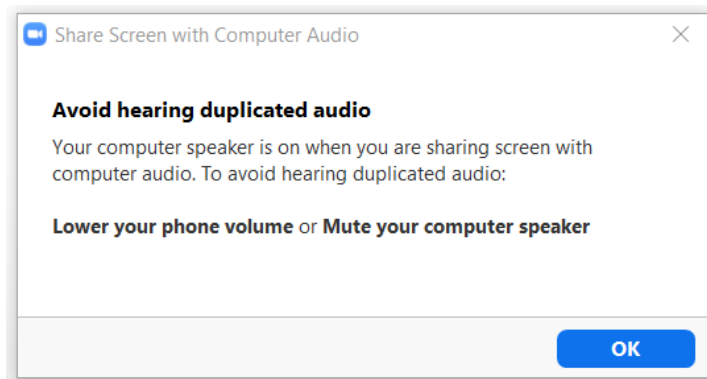 Share Screen with Computer Audio
Avoid hearing duplicated audio
Your computer speaker is on when you are sharing screen with
computer audio. To avoid hearing duplicated audio:
Lower your phone volume or Mute your computer speaker
OK